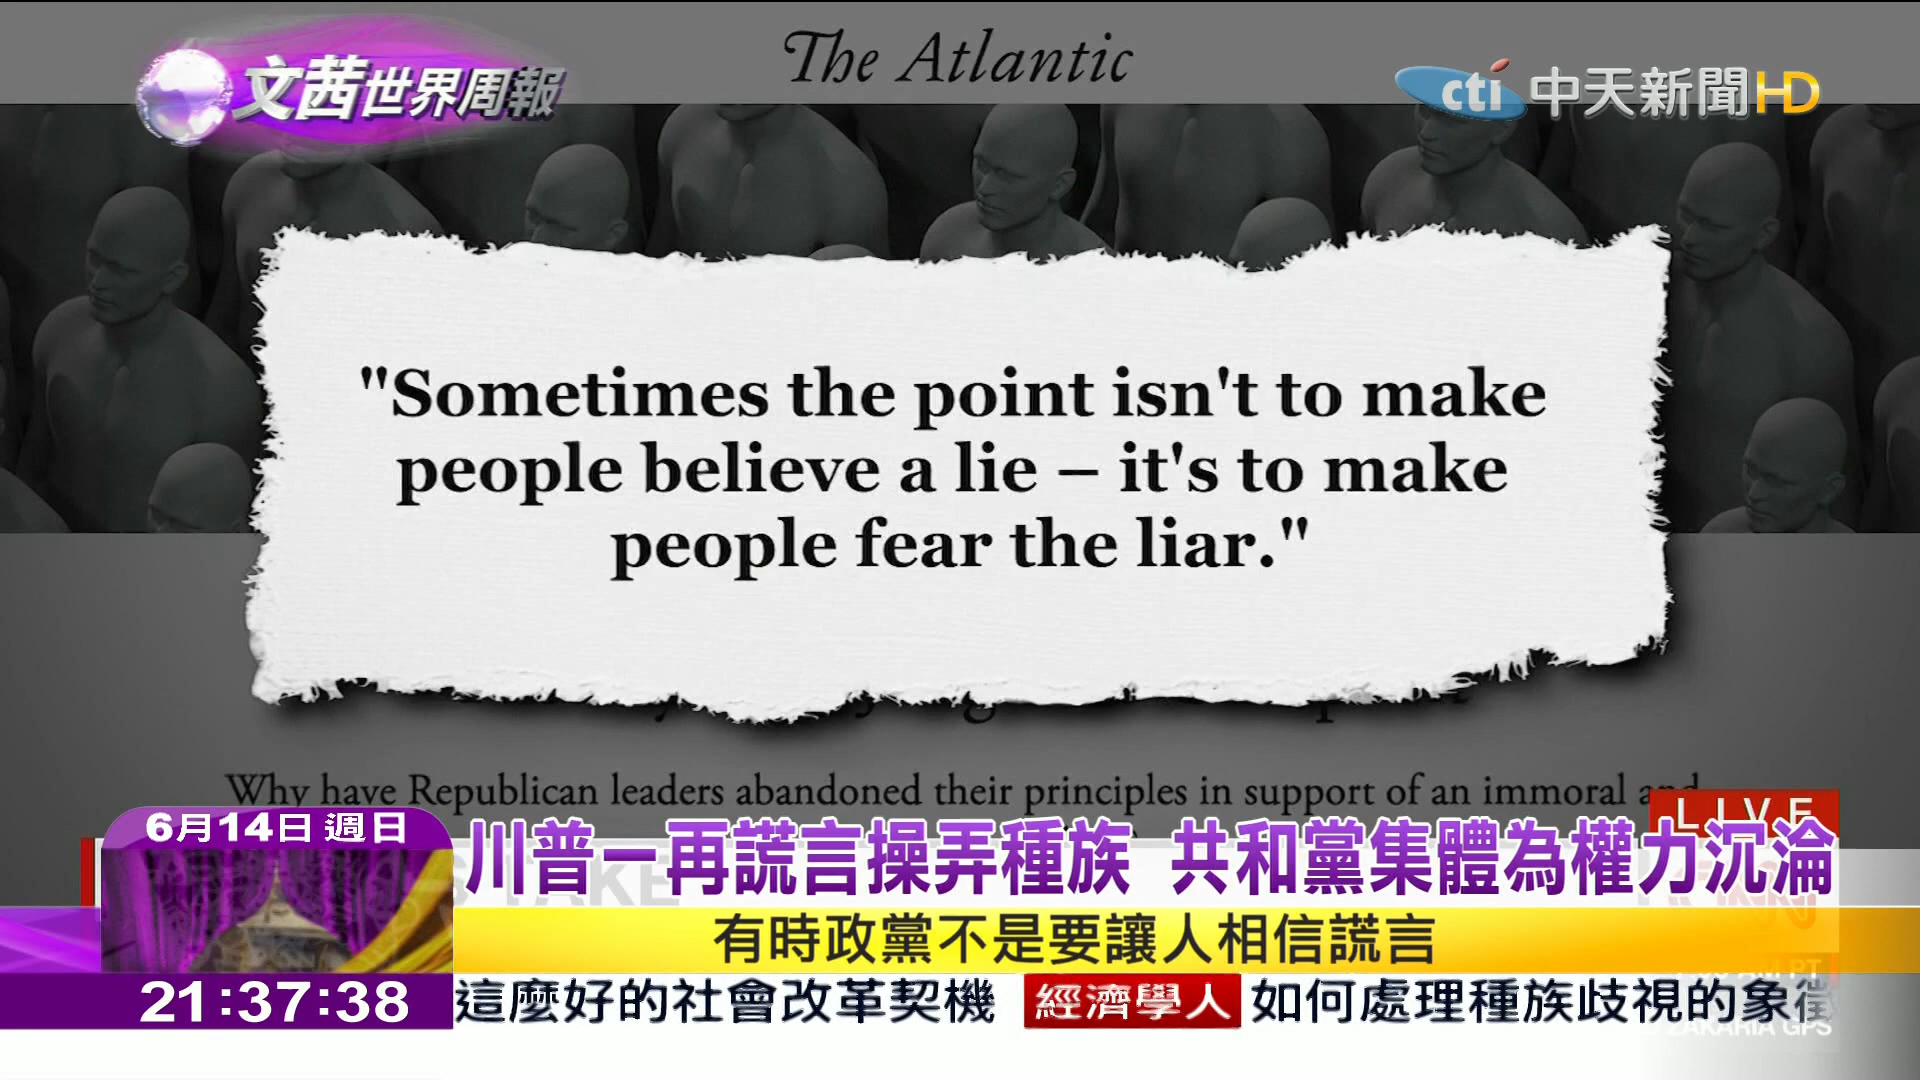 The Atlantic
文茜世界周報
cti 中天新聞HD
"Sometimes the point isn't to make
people believe a lie – it's to make
people fear the liar."
Why have Republican leaders abandoned their principles in support of an immoral and
LIVE
6月14日 週日
川普一再謊言操弄種族 共和黨集體為權力沉淪
有時政黨不是要讓人相信謊言
21:37:38
這麼好的社會改革契機 經濟學人 如何處理種族歧視的象徵
ZAKARIA GPS